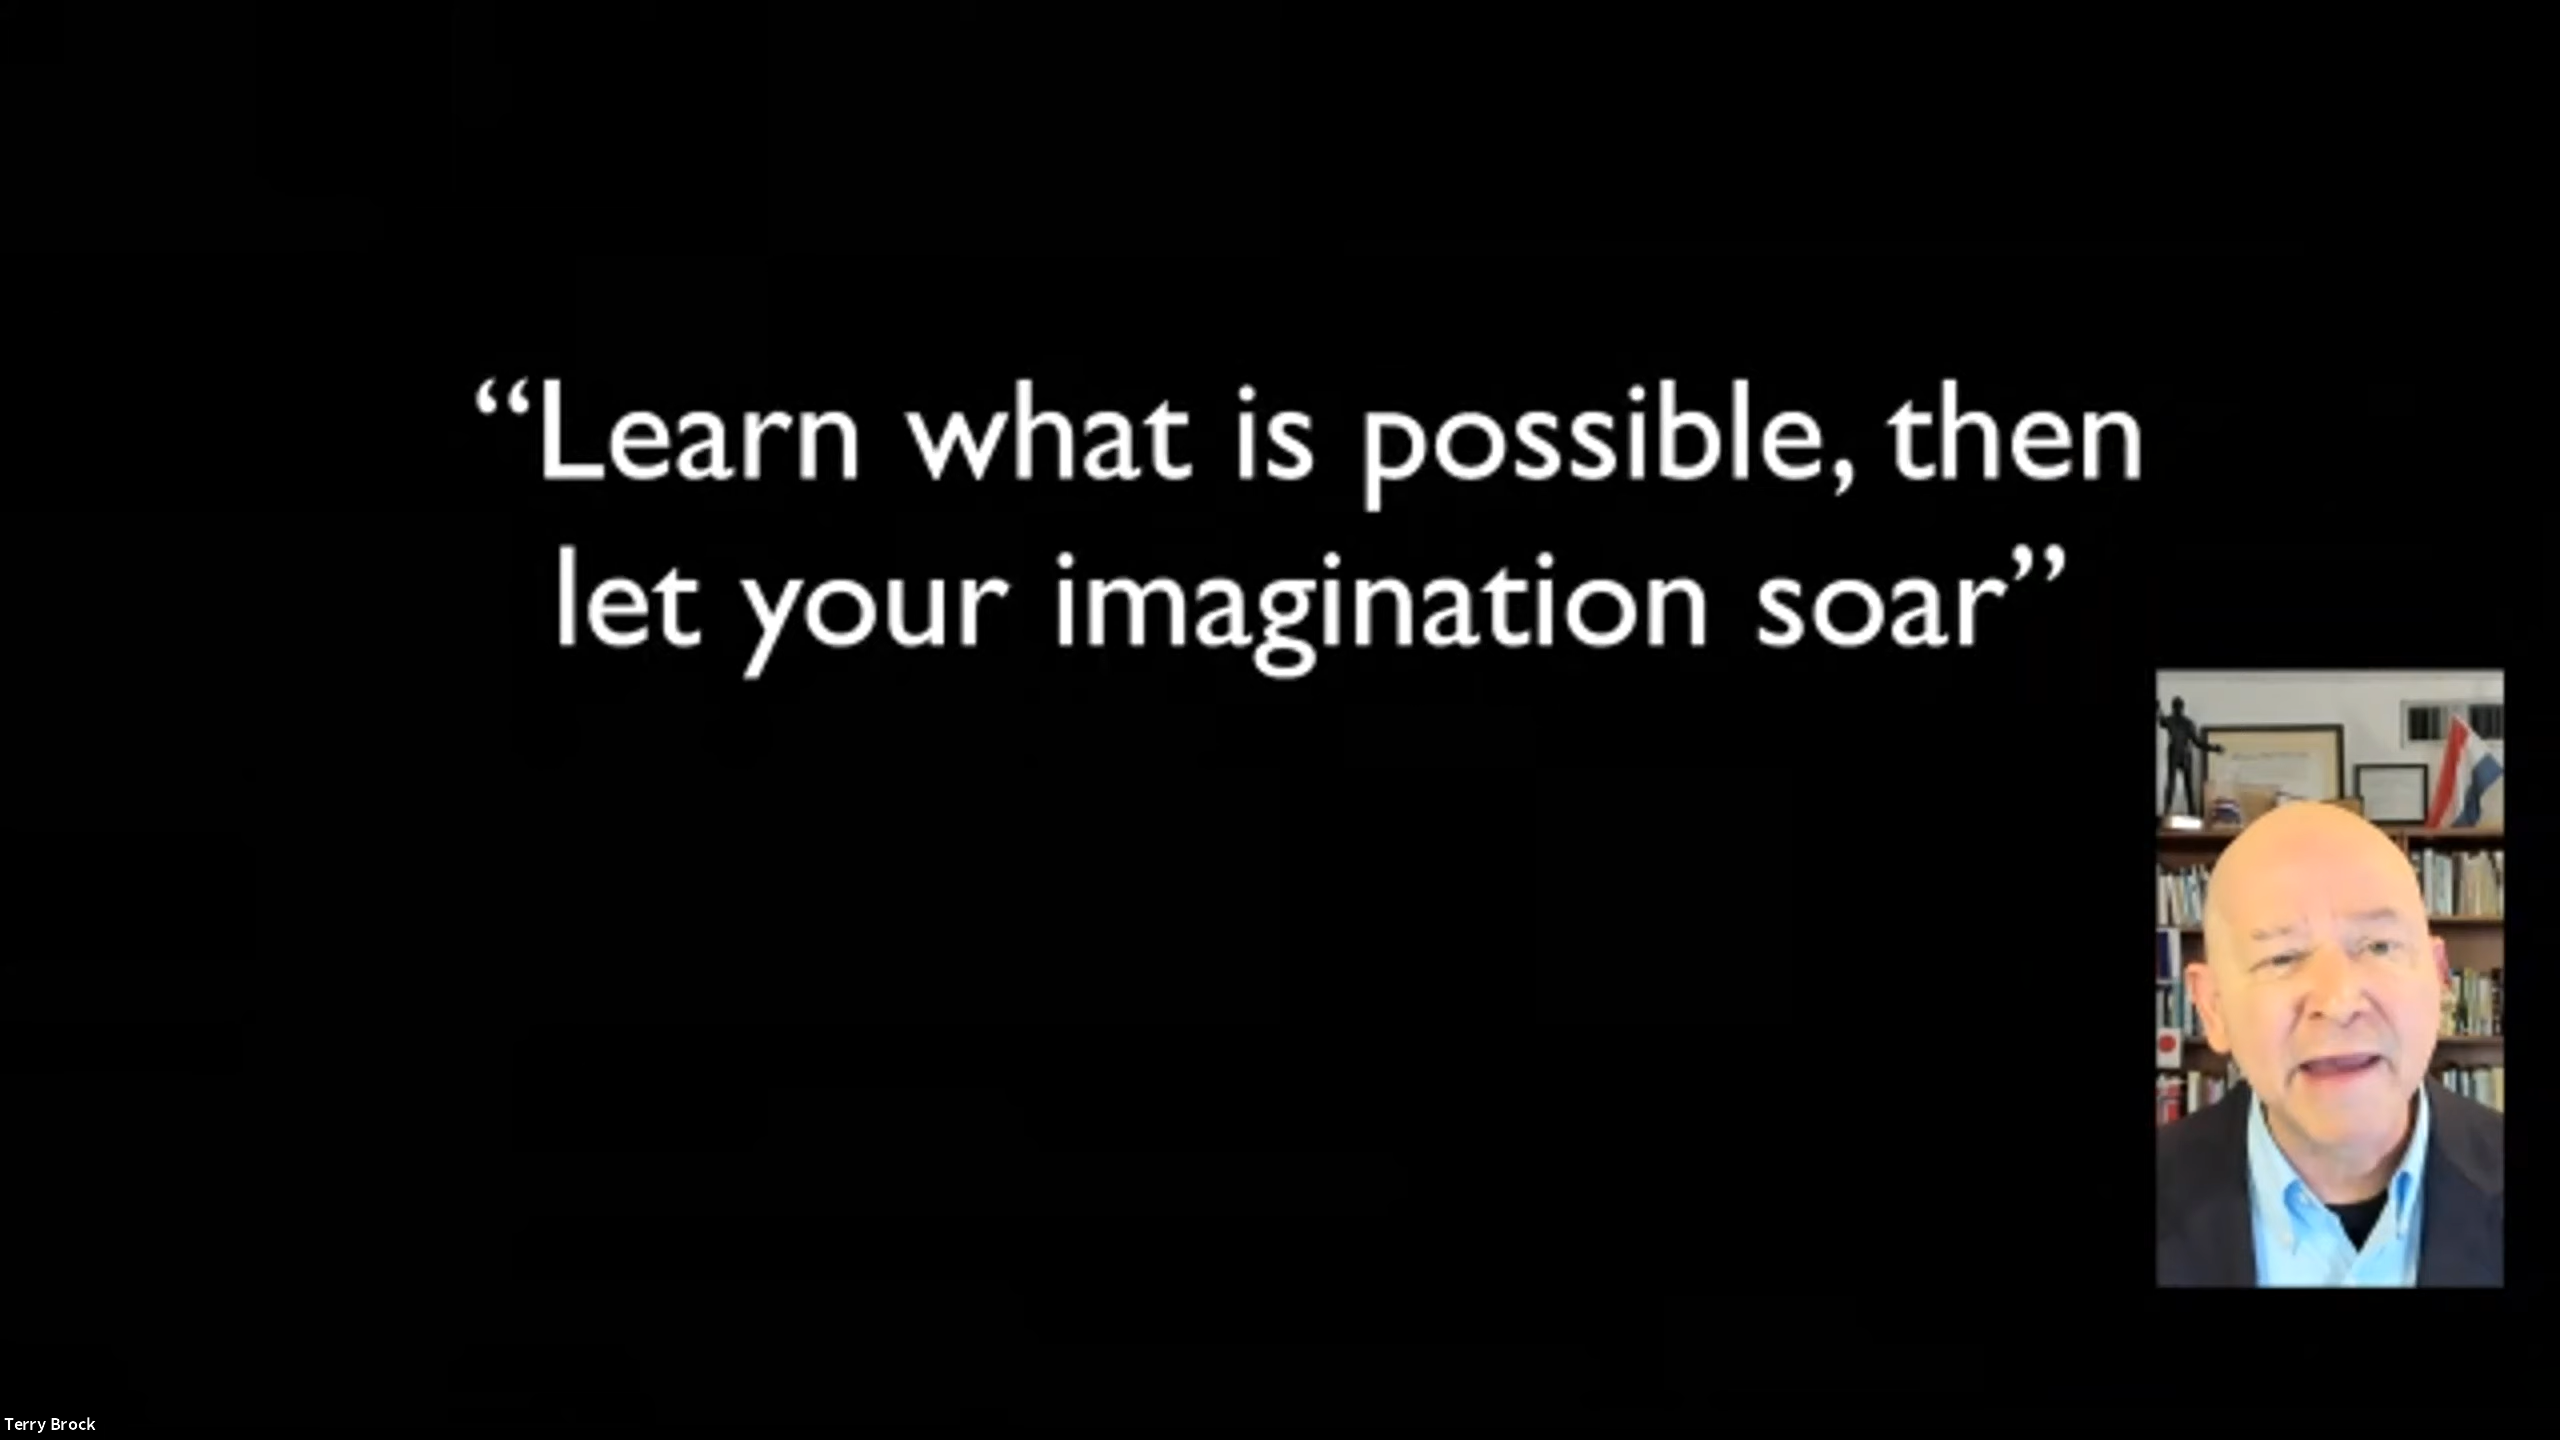 “Learn what is possible, then
let your imagination soar”
Terry Brock